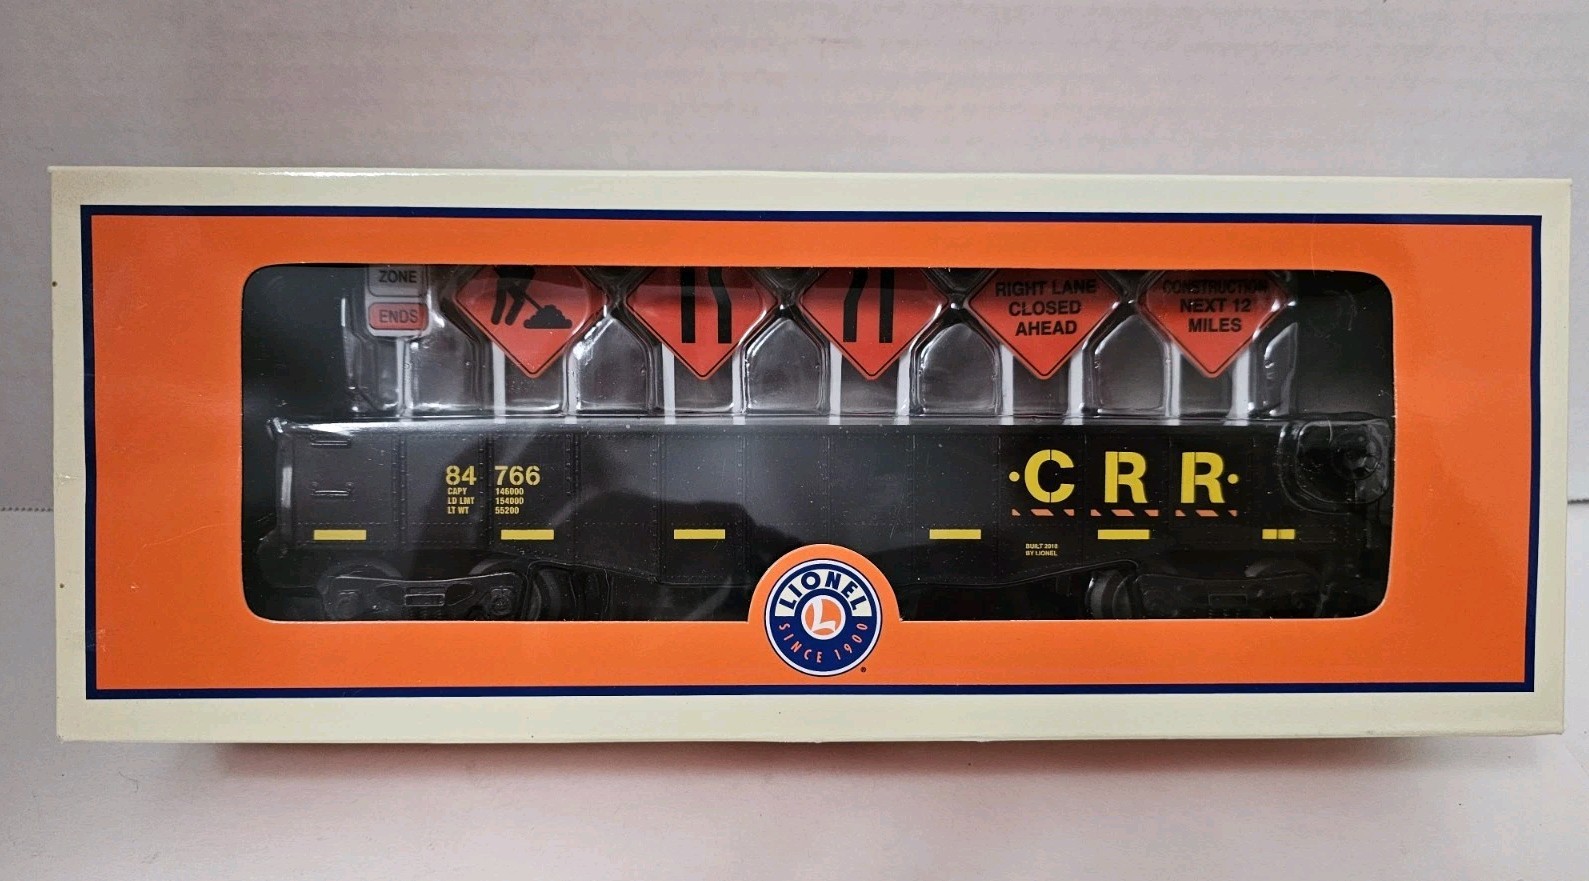 ZONE
ENDS
RIGHT LANE
CLOSED
AHEAD
CONSTRUCTION
NEXT 12
MILES
84 766
CAPY 146000
LD LMT 154000
LT WT 55200
·CRR·
BUILT 2018
BY LIONEL
LIONEL
L
SINCE 1900
®